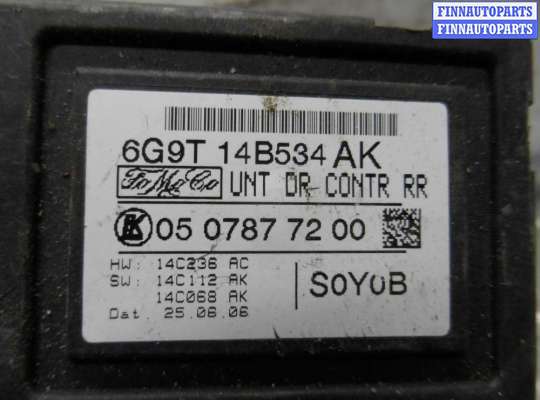 FINNAUTOPARTS
FINNAUTOPARTS
6G9T 14B534 AK
FoMoCo UNT DR CONTR RR
05 0787 72 00
HW: 14C236 AC
SW: 14C112 AK
14C068 AK
Dat. 25.08.06
S0Y0B